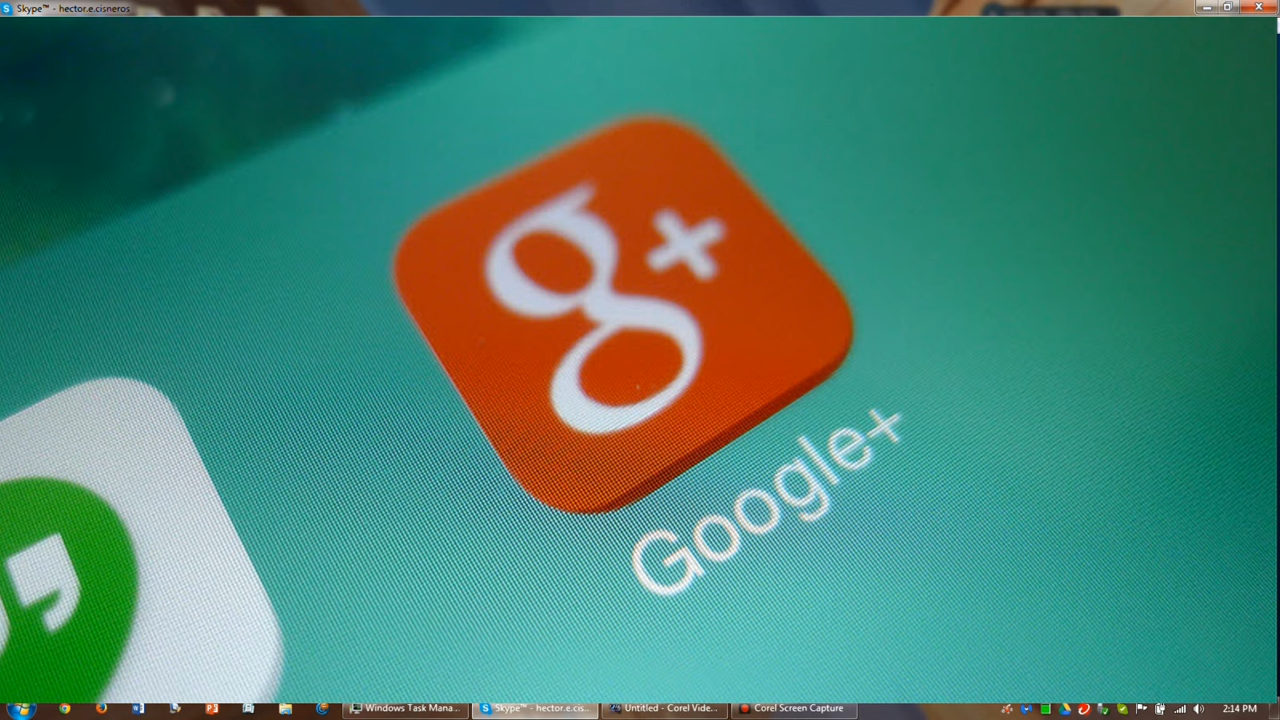 Skype™ - hector.e.cisneros
g+
Google+
Windows Task Mana...
Skype™ - hector.e.cis...
Untitled - Corel Vide...
Corel Screen Capture
2:14 PM